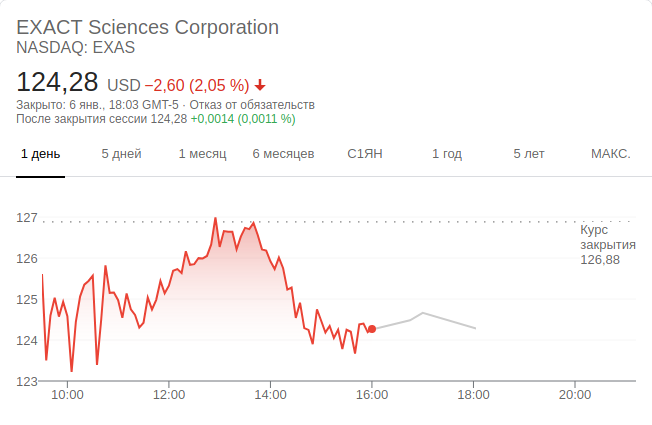 EXACT Sciences Corporation
NASDAQ: EXAS
124,28 USD −2,60 (2,05 %)
Закрыто: 6 янв., 18:03 GMT-5 · Отказ от обязательств
После закрытия сессии 124,28 +0,0014 (0,0011 %)
1 день 5 дней 1 месяц 6 месяцев С1ЯН 1 год 5 лет МАКС.
127
Курс
закрытия
126,88
126
125
124
123
10:00 12:00 14:00 16:00 18:00 20:00